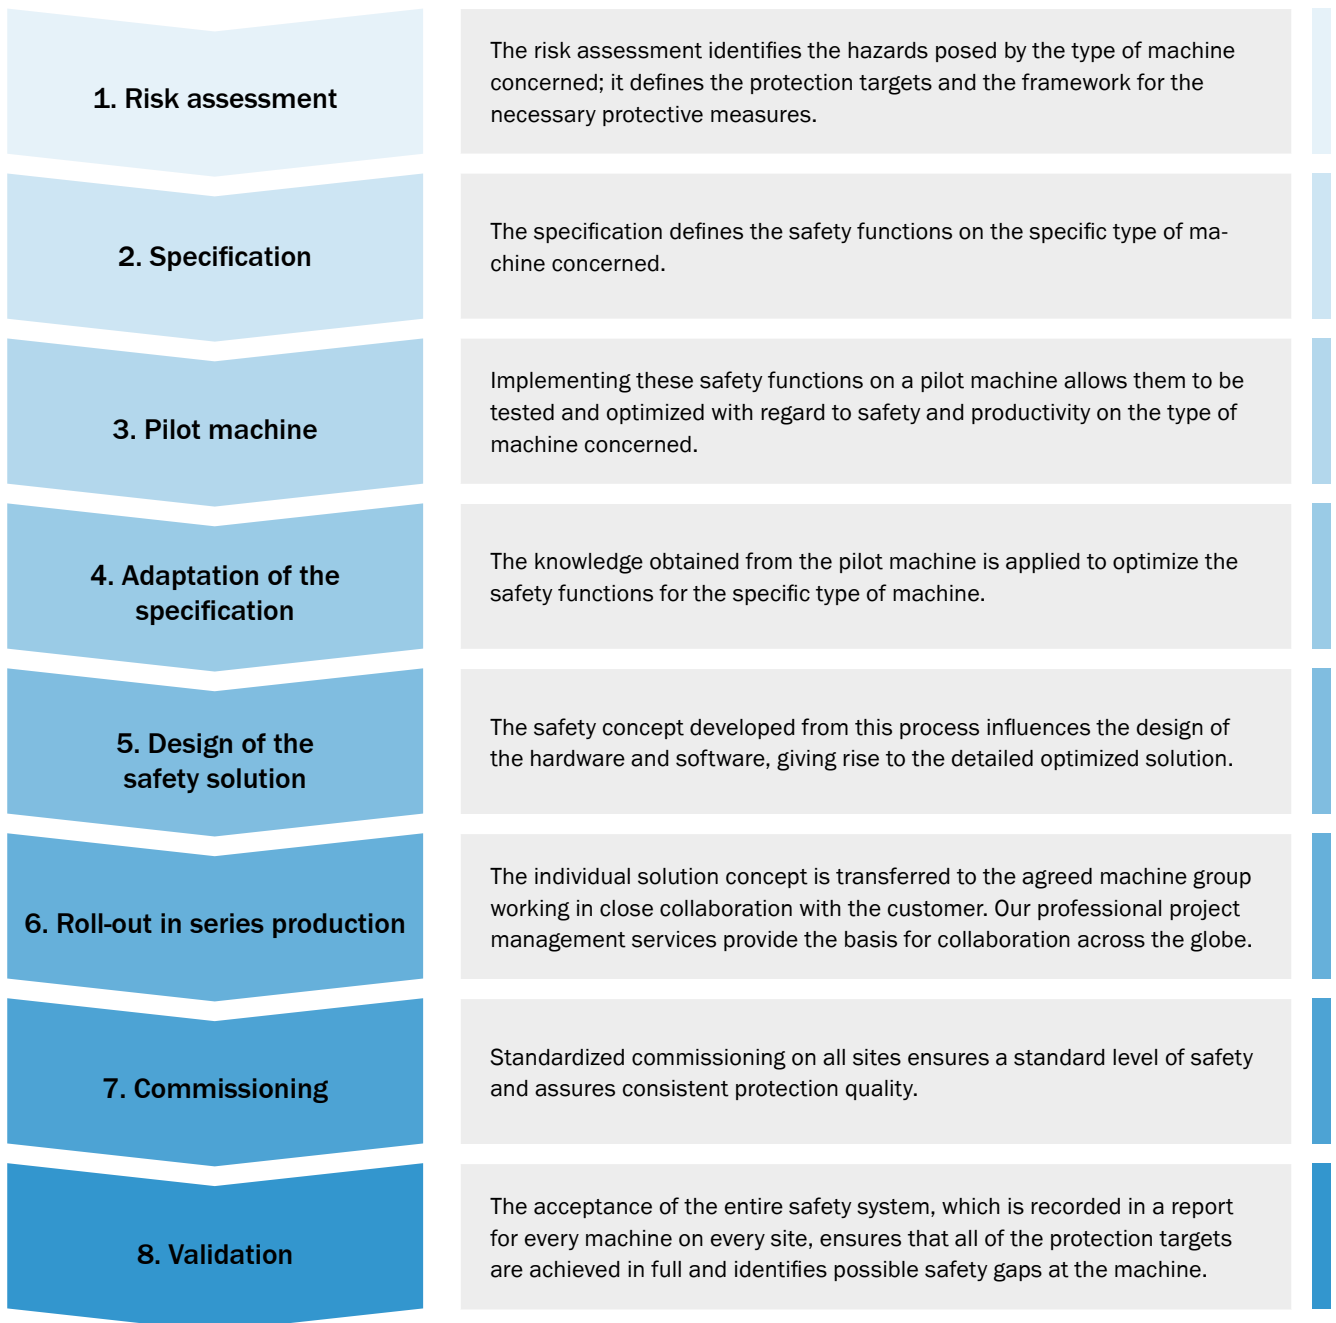 1. Risk assessment
The risk assessment identifies the hazards posed by the type of machine
concerned; it defines the protection targets and the framework for the
necessary protective measures.
2. Specification
The specification defines the safety functions on the specific type of ma-
chine concerned.
3. Pilot machine
Implementing these safety functions on a pilot machine allows them to be
tested and optimized with regard to safety and productivity on the type of
machine concerned.
4. Adaptation of the
specification
The knowledge obtained from the pilot machine is applied to optimize the
safety functions for the specific type of machine.
5. Design of the
safety solution
The safety concept developed from this process influences the design of
the hardware and software, giving rise to the detailed optimized solution.
6. Roll-out in series production
The individual solution concept is transferred to the agreed machine group
working in close collaboration with the customer. Our professional project
management services provide the basis for collaboration across the globe.
7. Commissioning
Standardized commissioning on all sites ensures a standard level of safety
and assures consistent protection quality.
8. Validation
The acceptance of the entire safety system, which is recorded in a report
for every machine on every site, ensures that all of the protection targets
are achieved in full and identifies possible safety gaps at the machine.